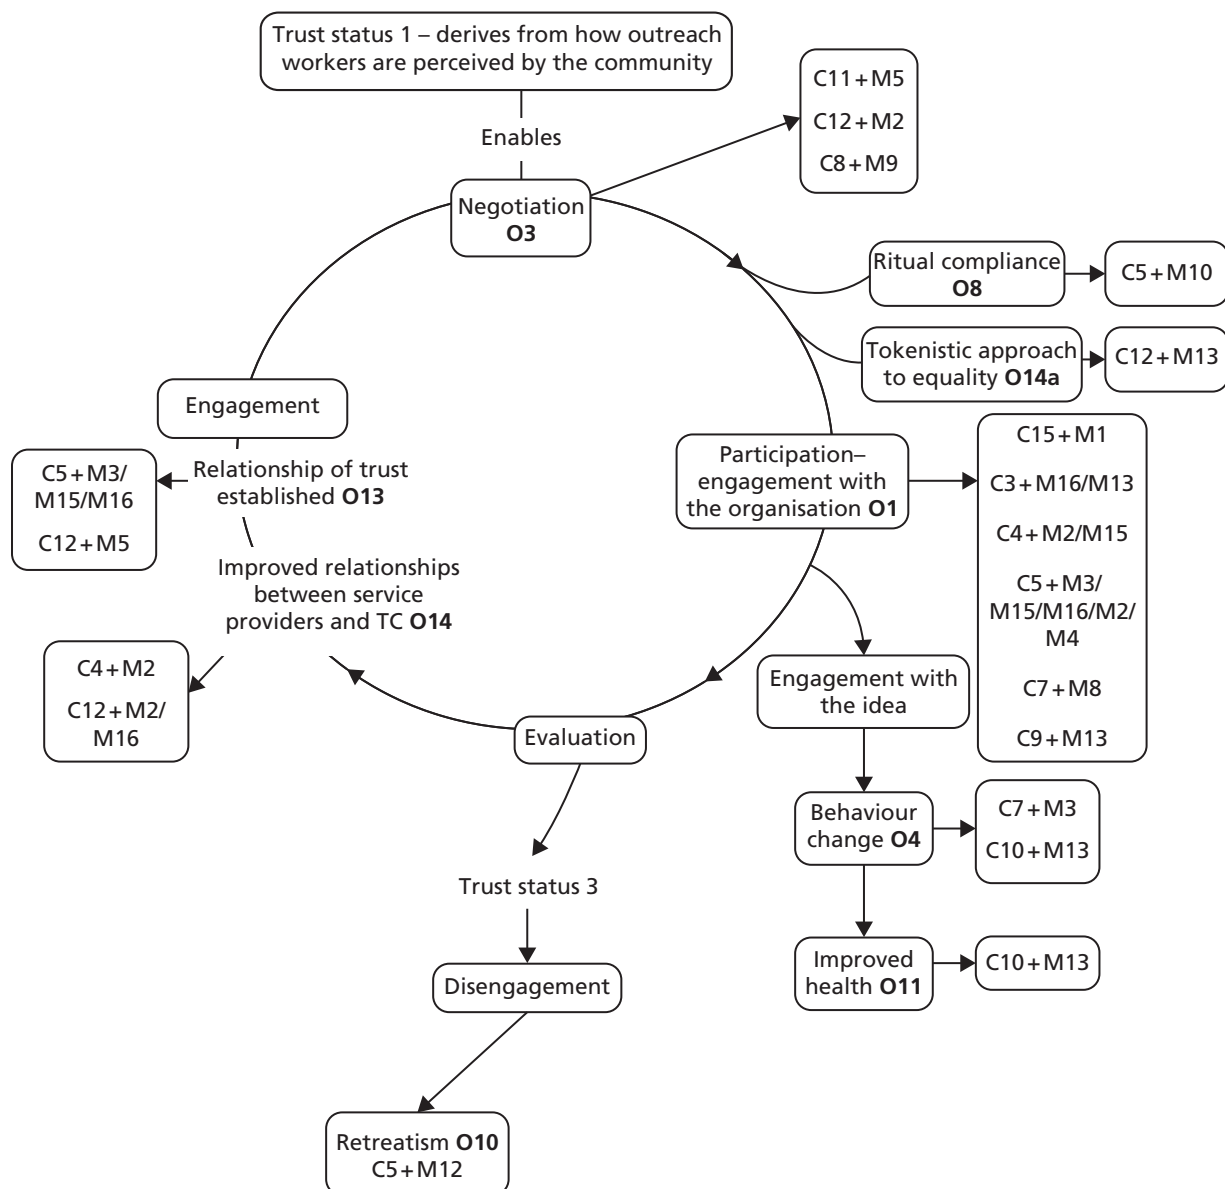 Trust status 1 – derives from how outreach
workers are perceived by the community
Enables
C11 + M5
C12 + M2
C8 + M9
Negotiation
O3
Ritual compliance
O8
C5 + M10
Tokenistic approach
to equality O14a
C12 + M13
Engagement
Participation–
engagement with
the organisation O1
C15 + M1
C3 + M16/M13
C4 + M2/M15
C5 + M3/
M15/M16/M2/
M4
C7 + M8
C9 + M13
Relationship of trust
established O13
C5 + M3/
M15/M16
C12 + M5
Improved relationships
between service
providers and TC O14
C4 + M2
C12 + M2/
M16
Engagement with
the idea
Evaluation
Behaviour
change O4
C7 + M3
C10 + M13
Trust status 3
Improved
health O11
C10 + M13
Disengagement
Retreatism O10
C5 + M12